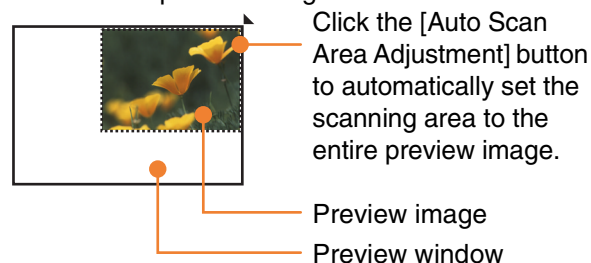 Click the [Auto Scan
Area Adjustment] button
to automatically set the
scanning area to the
entire preview image.
Preview image
Preview window